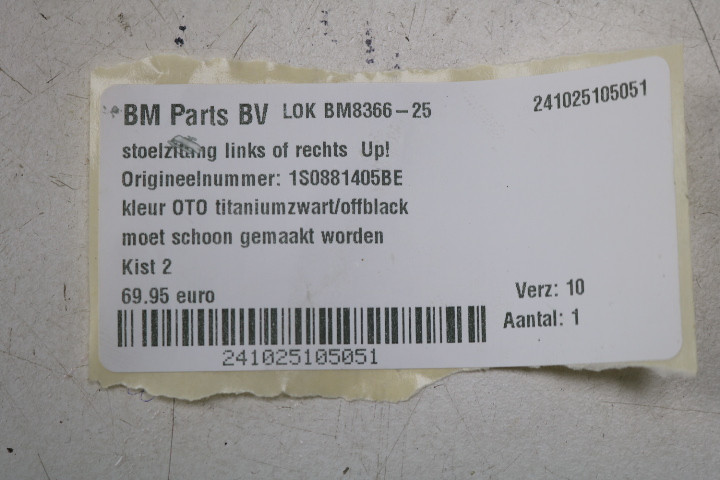 BM Parts BV LOK BM8366-25 241025105051
stoelzitting links of rechts Up!
Origineelnummer: 1S0881405BE
kleur OTO titaniumzwart/offblack
moet schoon gemaakt worden
Kist 2
69.95 euro
Verz: 10
Aantal: 1
241025105051